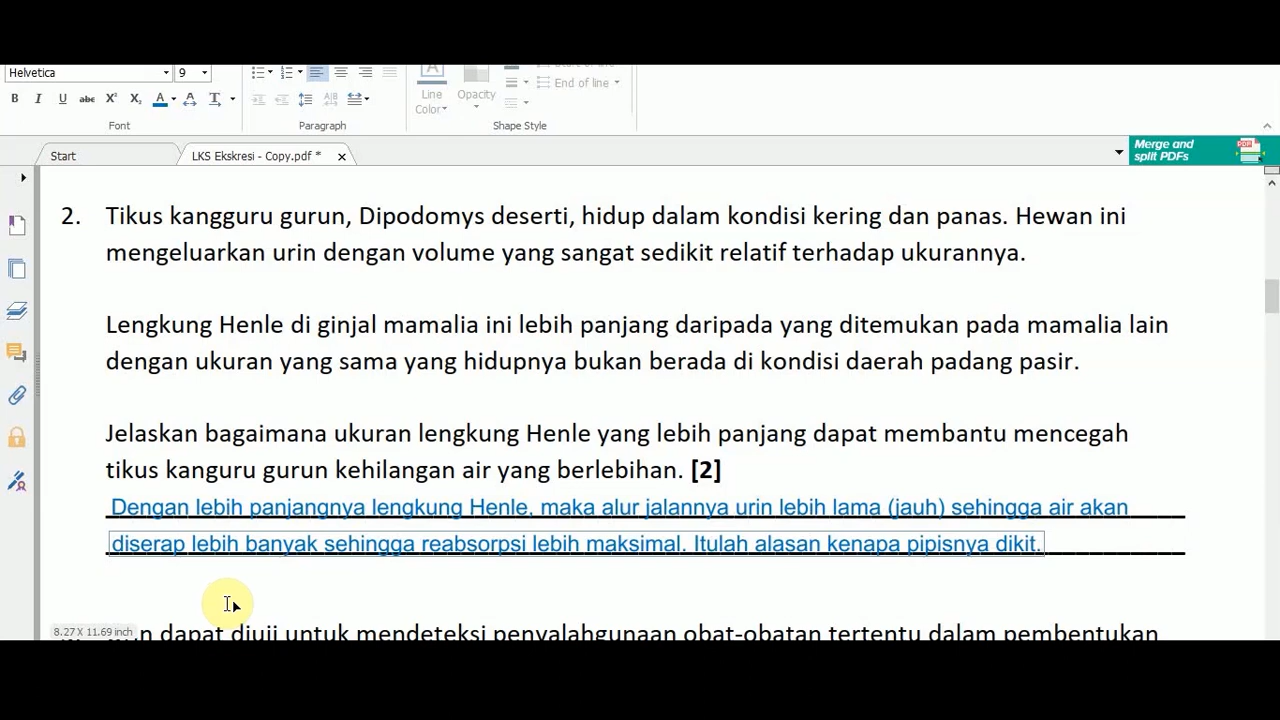 Helvetica 9
Start of line
End of line
B I U abc X² X₂ A A T
Line Color
Opacity
Font
Paragraph
Shape Style
Start
LKS Ekskresi - Copy.pdf *
Merge and split PDFs
2. Tikus kangguru gurun, Dipodomys deserti, hidup dalam kondisi kering dan panas. Hewan ini
mengeluarkan urin dengan volume yang sangat sedikit relatif terhadap ukurannya.
Lengkung Henle di ginjal mamalia ini lebih panjang daripada yang ditemukan pada mamalia lain
dengan ukuran yang sama yang hidupnya bukan berada di kondisi daerah padang pasir.
Jelaskan bagaimana ukuran lengkung Henle yang lebih panjang dapat membantu mencegah
tikus kanguru gurun kehilangan air yang berlebihan. [2]
Dengan lebih panjangnya lengkung Henle, maka alur jalannya urin lebih lama (jauh) sehingga air akan
diserap lebih banyak sehingga reabsorpsi lebih maksimal. Itulah alasan kenapa pipisnya dikit.
8.27 X 11.69 inch
dapat diuji untuk mendeteksi penyalahgunaan obat-obatan tertentu dalam pembentukan